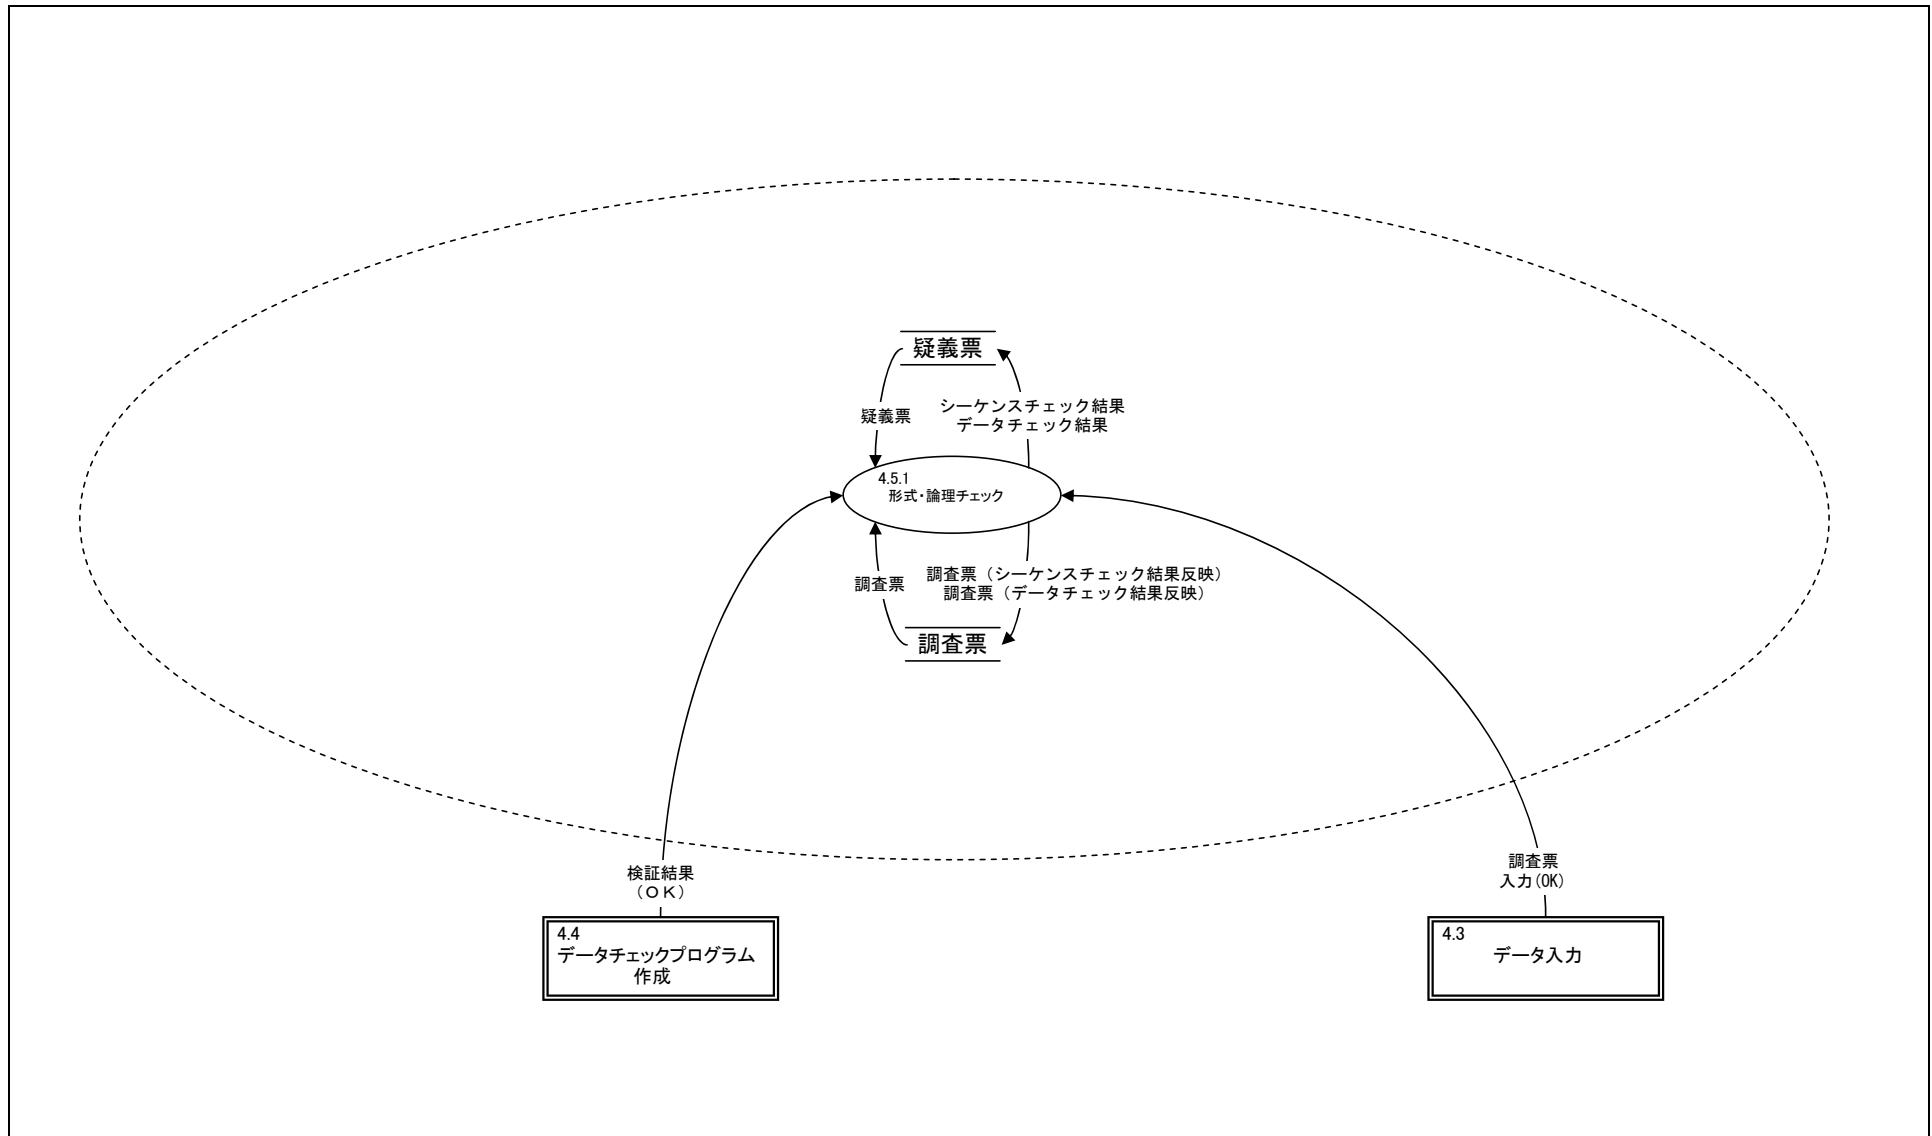 疑義票
疑義票
シーケンスチェック結果
データチェック結果
4.5.1
形式・論理チェック
調査票
調査票（シーケンスチェック結果反映）
調査票（データチェック結果反映）
調査票
検証結果
（ＯＫ）
調査票
入力(OK)
4.4
データチェックプログラム
作成
4.3
データ入力